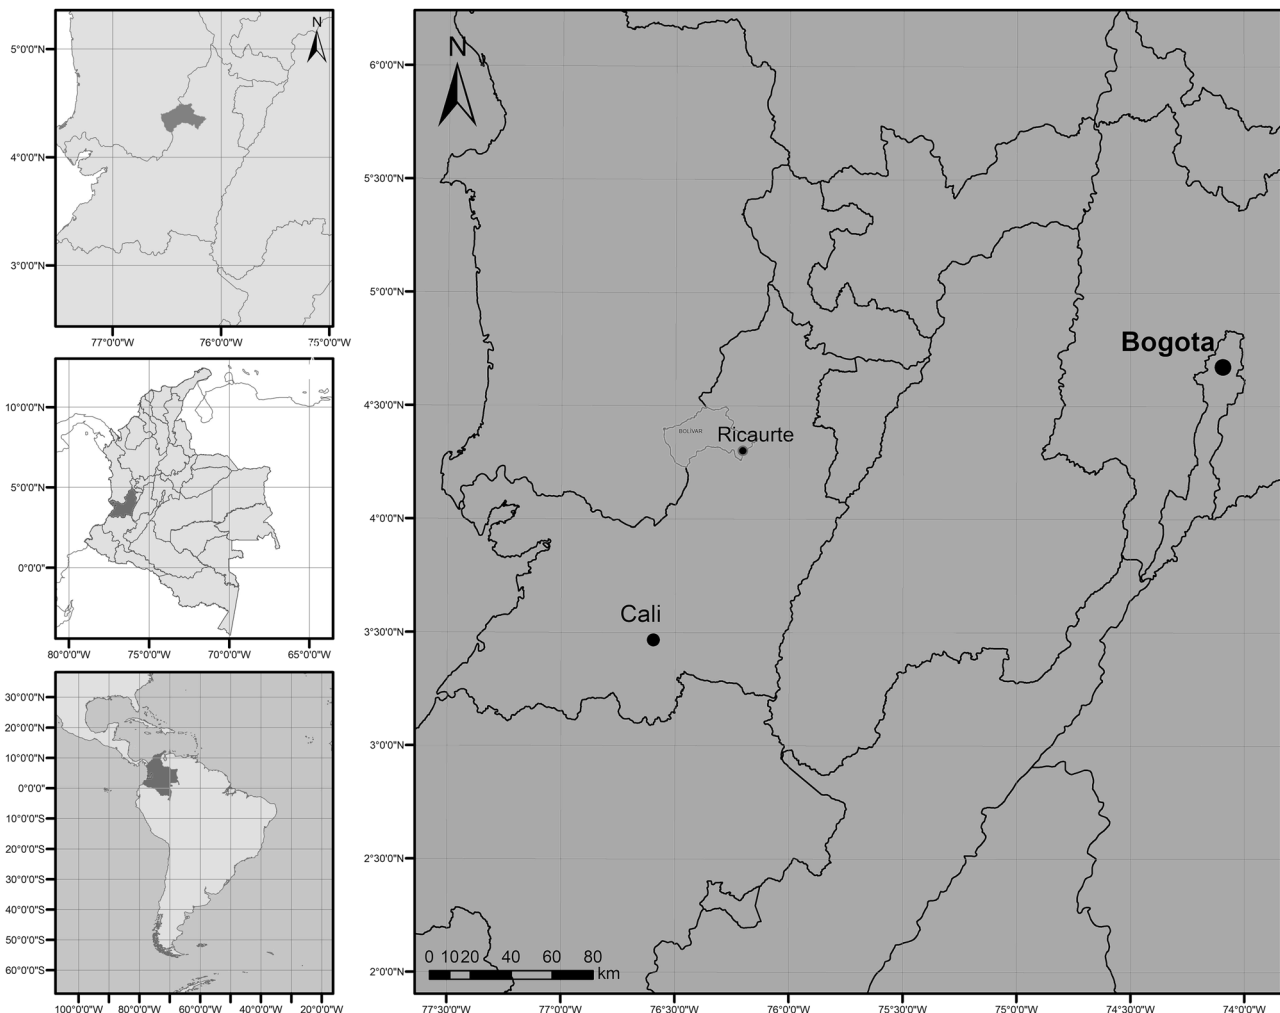 N
5°0'0"N
4°0'0"N
3°0'0"N
77°0'0"W 76°0'0"W 75°0'0"W
10°0'0"N
5°0'0"N
0°0'0"
80°0'0"W 75°0'0"W 70°0'0"W 65°0'0"W
30°0'0"N
20°0'0"N
10°0'0"N
0°0'0"
10°0'0"S
20°0'0"S
30°0'0"S
40°0'0"S
50°0'0"S
60°0'0"S
100°0'0"W 80°0'0"W 60°0'0"W 40°0'0"W 20°0'0"W
N
6°0'0"N
5°30'0"N
5°0'0"N
4°30'0"N
4°0'0"N
3°30'0"N
3°0'0"N
2°30'0"N
2°0'0"N
Bogota
BOLÍVAR
Ricaurte
Cali
0 10 20 40 60 80
km
77°30'0"W 77°0'0"W 76°30'0"W 76°0'0"W 75°30'0"W 75°0'0"W 74°30'0"W 74°0'0"W